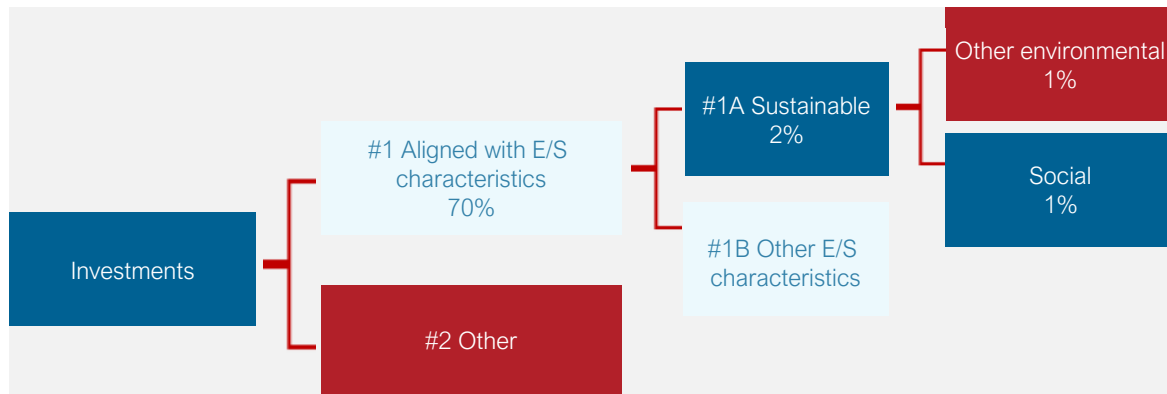 Investments
#1 Aligned with E/S
characteristics
70%
#2 Other
#1A Sustainable
2%
#1B Other E/S
characteristics
Other environmental
1%
Social
1%